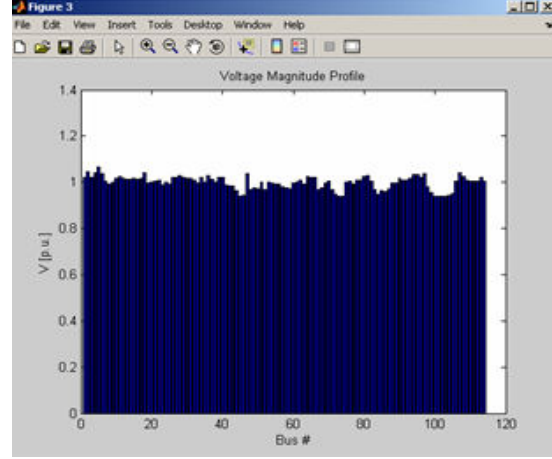 Figure 3
File Edit View Insert Tools Desktop Window Help
Voltage Magnitude Profile
1.4
1.2
1
0.8
0.6
0.4
0.2
0
V [p.u.]
0 20 40 60 80 100 120
Bus #